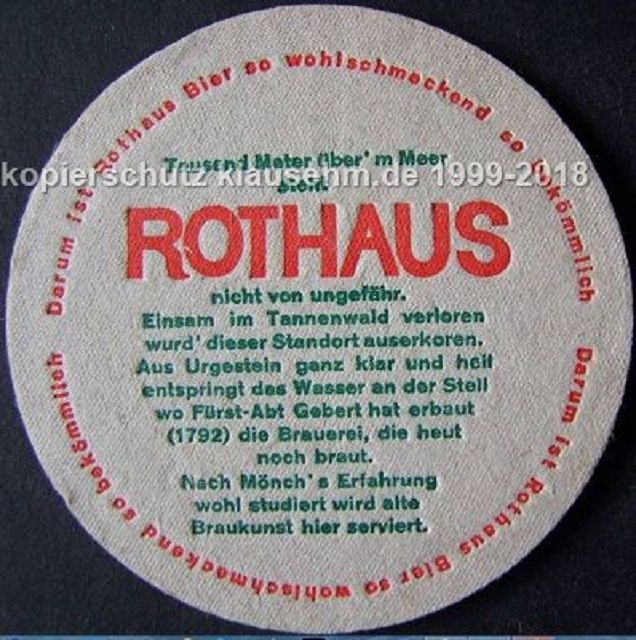 Darum ist Rothaus Bier so wohlschmeckend so bekömmlich
Tausend Meter über' m Meer
steht
ROTHAUS
nicht von ungefähr.
Einsam im Tannenwald verloren
wurd' dieser Standort auserkoren.
Aus Urgestein ganz klar und hell
entspringt das Wasser an der Stell
wo Fürst-Abt Gebert hat erbaut
(1792) die Brauerei, die heut
noch braut.
Nach Mönch's Erfahrung
wohl studiert wird alte
Braukunst hier serviert.
Darum ist Rothaus Bier so wohlschmeckend so bekömmlich
kopierschutz klausehm.de 1999-2018